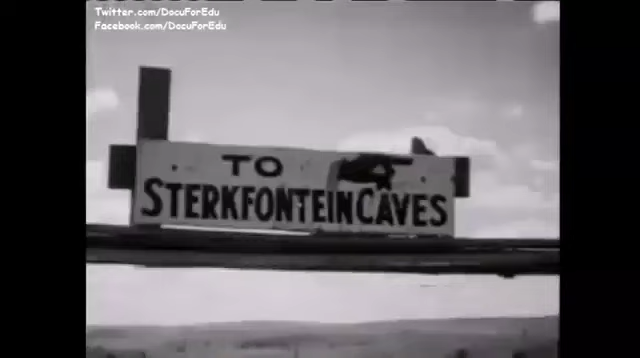 Twitter.com/DocuForEdu
Facebook.com/DocuForEdu
TO
STERKFONTEIN CAVES